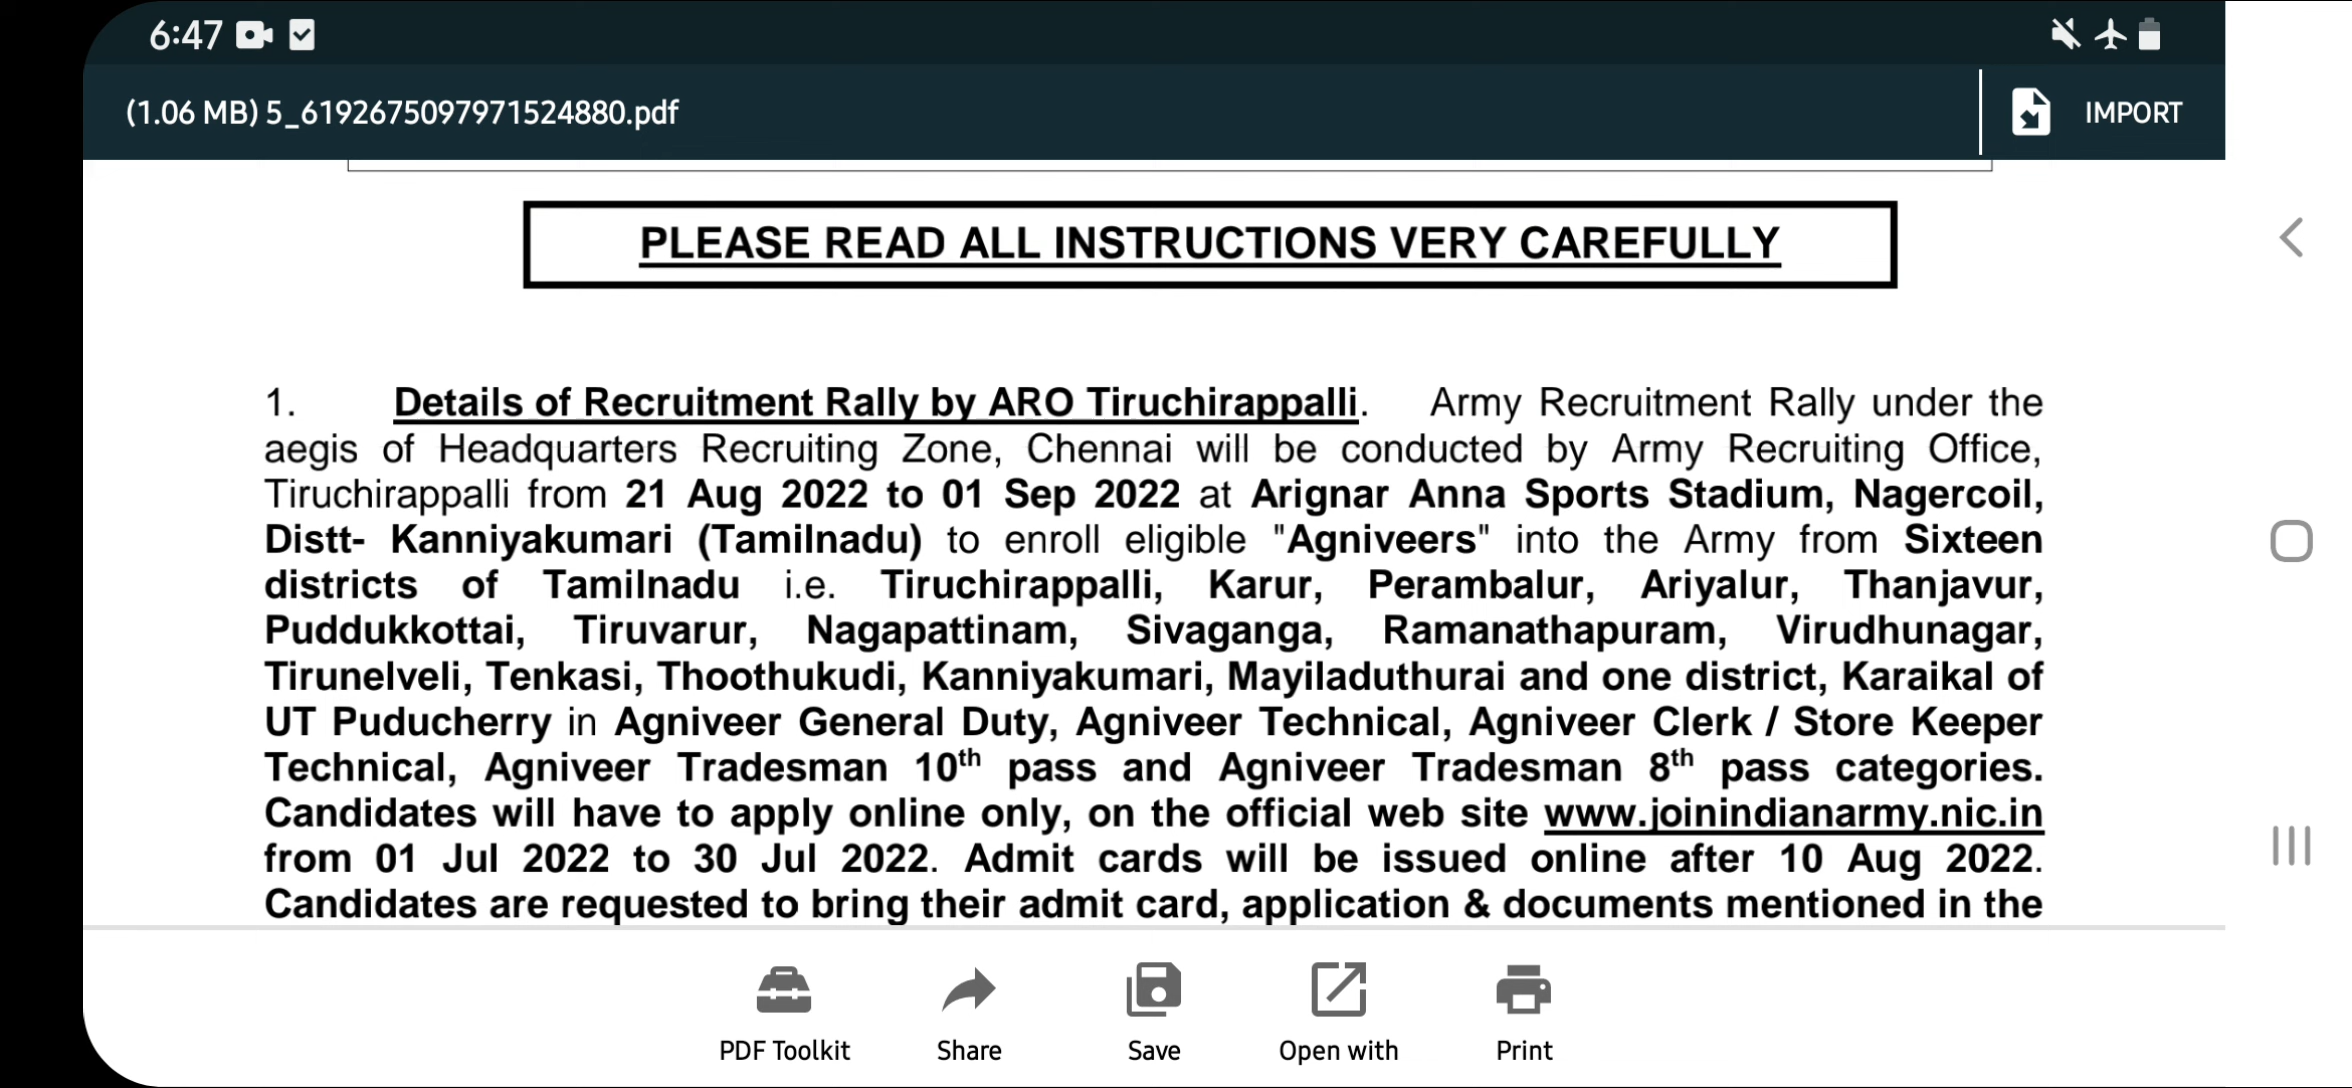 6:47
(1.06 MB) 5_6192675097971524880.pdf
IMPORT
PLEASE READ ALL INSTRUCTIONS VERY CAREFULLY
1. Details of Recruitment Rally by ARO Tiruchirappalli. Army Recruitment Rally under the
aegis of Headquarters Recruiting Zone, Chennai will be conducted by Army Recruiting Office,
Tiruchirappalli from 21 Aug 2022 to 01 Sep 2022 at Arignar Anna Sports Stadium, Nagercoil,
Distt- Kanniyakumari (Tamilnadu) to enroll eligible "Agniveers" into the Army from Sixteen
districts of Tamilnadu i.e. Tiruchirappalli, Karur, Perambalur, Ariyalur, Thanjavur,
Puddukkottai, Tiruvarur, Nagapattinam, Sivaganga, Ramanathapuram, Virudhunagar,
Tirunelveli, Tenkasi, Thoothukudi, Kanniyakumari, Mayiladuthurai and one district, Karaikal of
UT Puducherry in Agniveer General Duty, Agniveer Technical, Agniveer Clerk / Store Keeper
Technical, Agniveer Tradesman 10th pass and Agniveer Tradesman 8th pass categories.
Candidates will have to apply online only, on the official web site www.joinindianarmy.nic.in
from 01 Jul 2022 to 30 Jul 2022. Admit cards will be issued online after 10 Aug 2022.
Candidates are requested to bring their admit card, application & documents mentioned in the
PDF Toolkit
Share
Save
Open with
Print